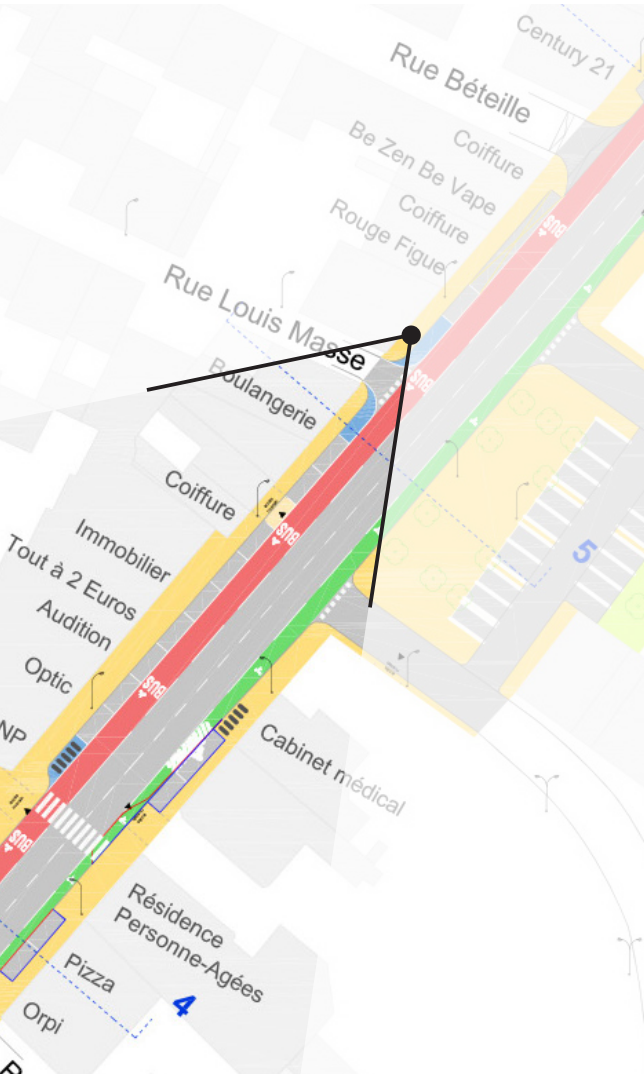 Century 21
Rue Béteille
Coiffure
Be Zen Be Vape
Coiffure
Rouge Figue
BUS
Rue Louis Masse
BUS
Boulangerie
Coiffure
BUS
Immobilier
Tout à 2 Euros
5
Audition
Optic
BUS
NP
Cabinet médical
BUS
Résidence
Personne-Agées
Pizza
4
Orpi